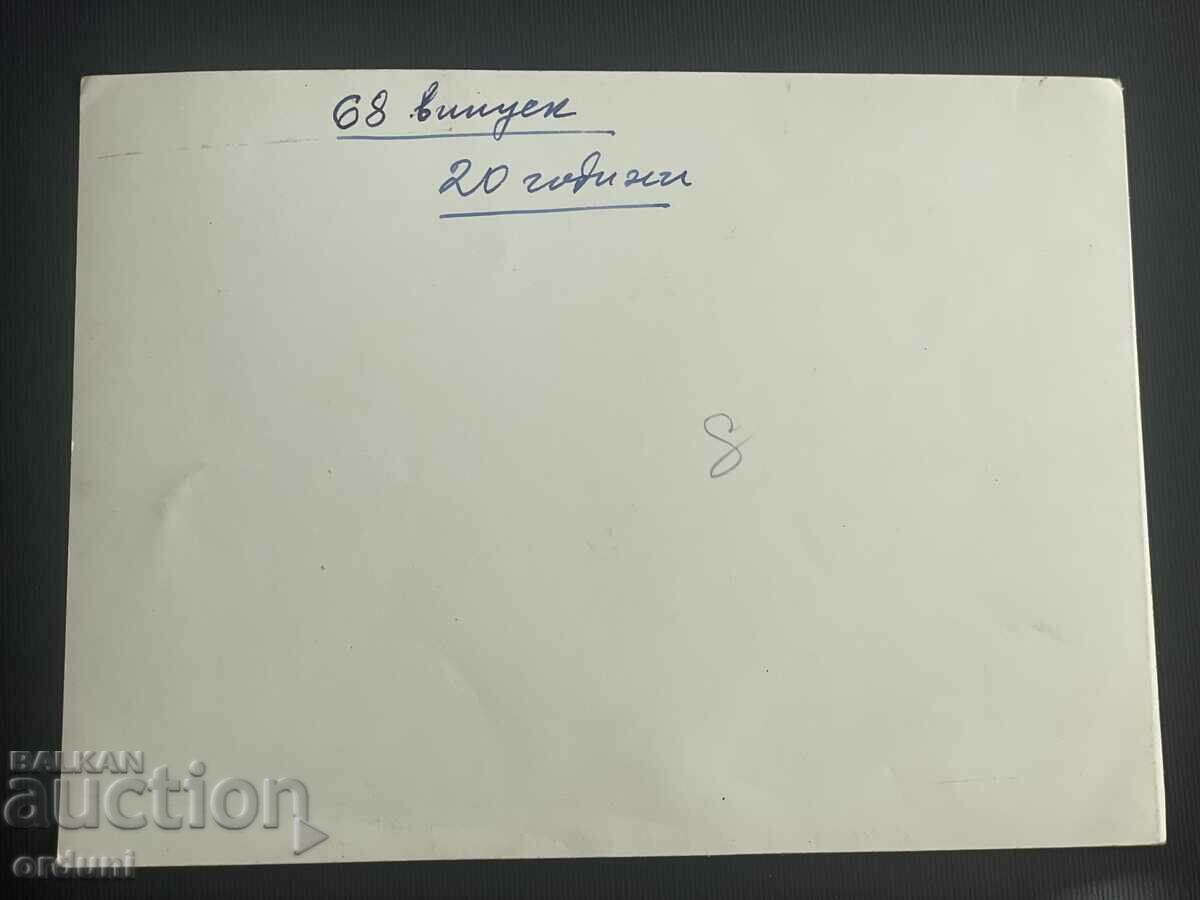 68 випуск
20 години
8
BALKAN
auction
orduni